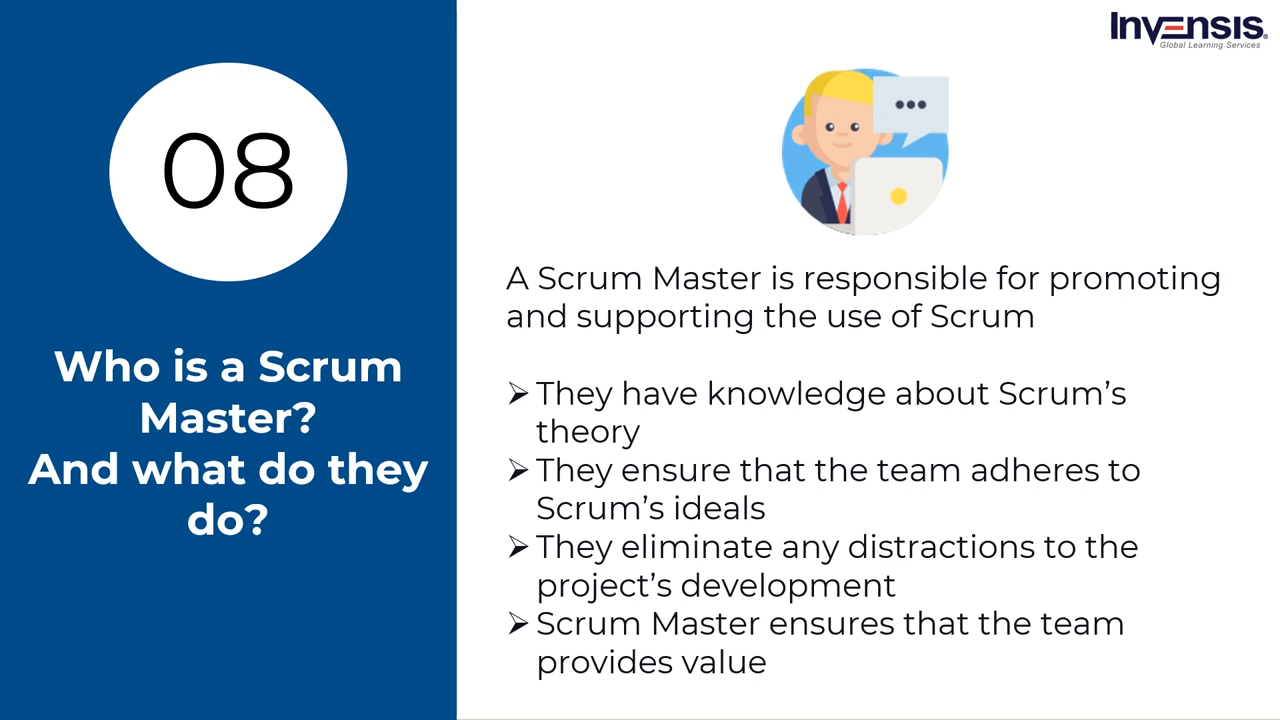 Invensis®
Global Learning Services
08
Who is a Scrum
Master?
And what do they
do?
A Scrum Master is responsible for promoting
and supporting the use of Scrum
➢ They have knowledge about Scrum’s
theory
➢ They ensure that the team adheres to
Scrum’s ideals
➢ They eliminate any distractions to the
project’s development
➢ Scrum Master ensures that the team
provides value